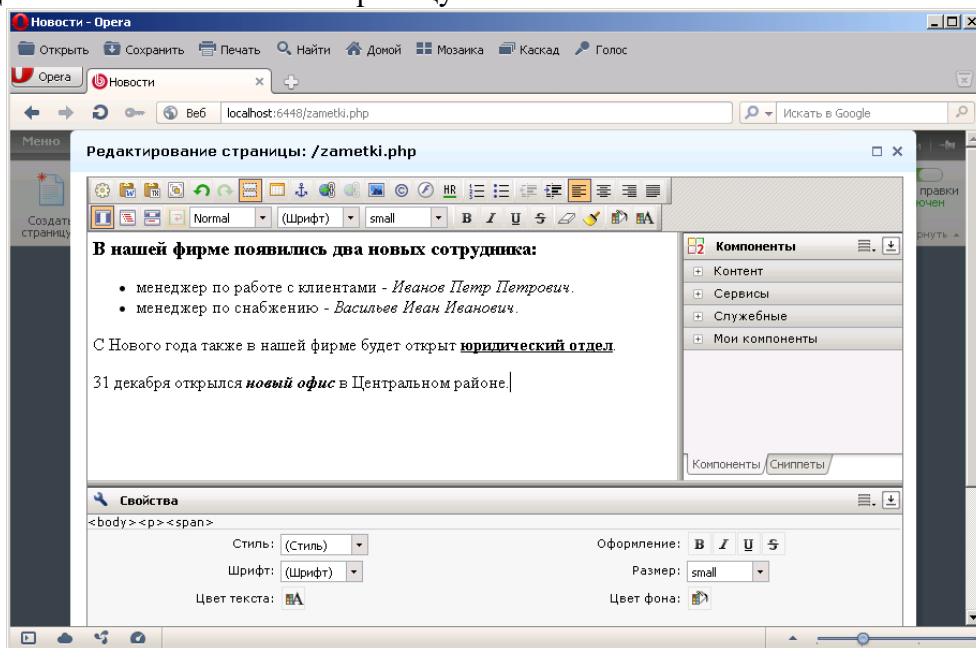 Новости - Opera
Открыть Сохранить Печать Найти Домой Мозаика Каскад Голос
Opera Новости
Веб localhost:6448/zametki.php Искать в Google
Меню
Редактирование страницы: /zametki.php
Создать
страницу
правки
Normal (Шрифт) small B I U S
В нашей фирме появились два новых сотрудника:
• менеджер по работе с клиентами - Иванов Петр Петрович.
• менеджер по снабжению - Васильев Иван Иванович.
С Нового года также в нашей фирме будет открыт юридический отдел.
31 декабря открылся новый офис в Центральном районе.
Компоненты
Контент
Сервисы
Служебные
Мои компоненты
Компоненты Сниппеты
Свойства
<body><p><span>
Стиль: (Стиль) Оформление: B I U S
Шрифт: (Шрифт) Размер: small
Цвет текста: Цвет фона: